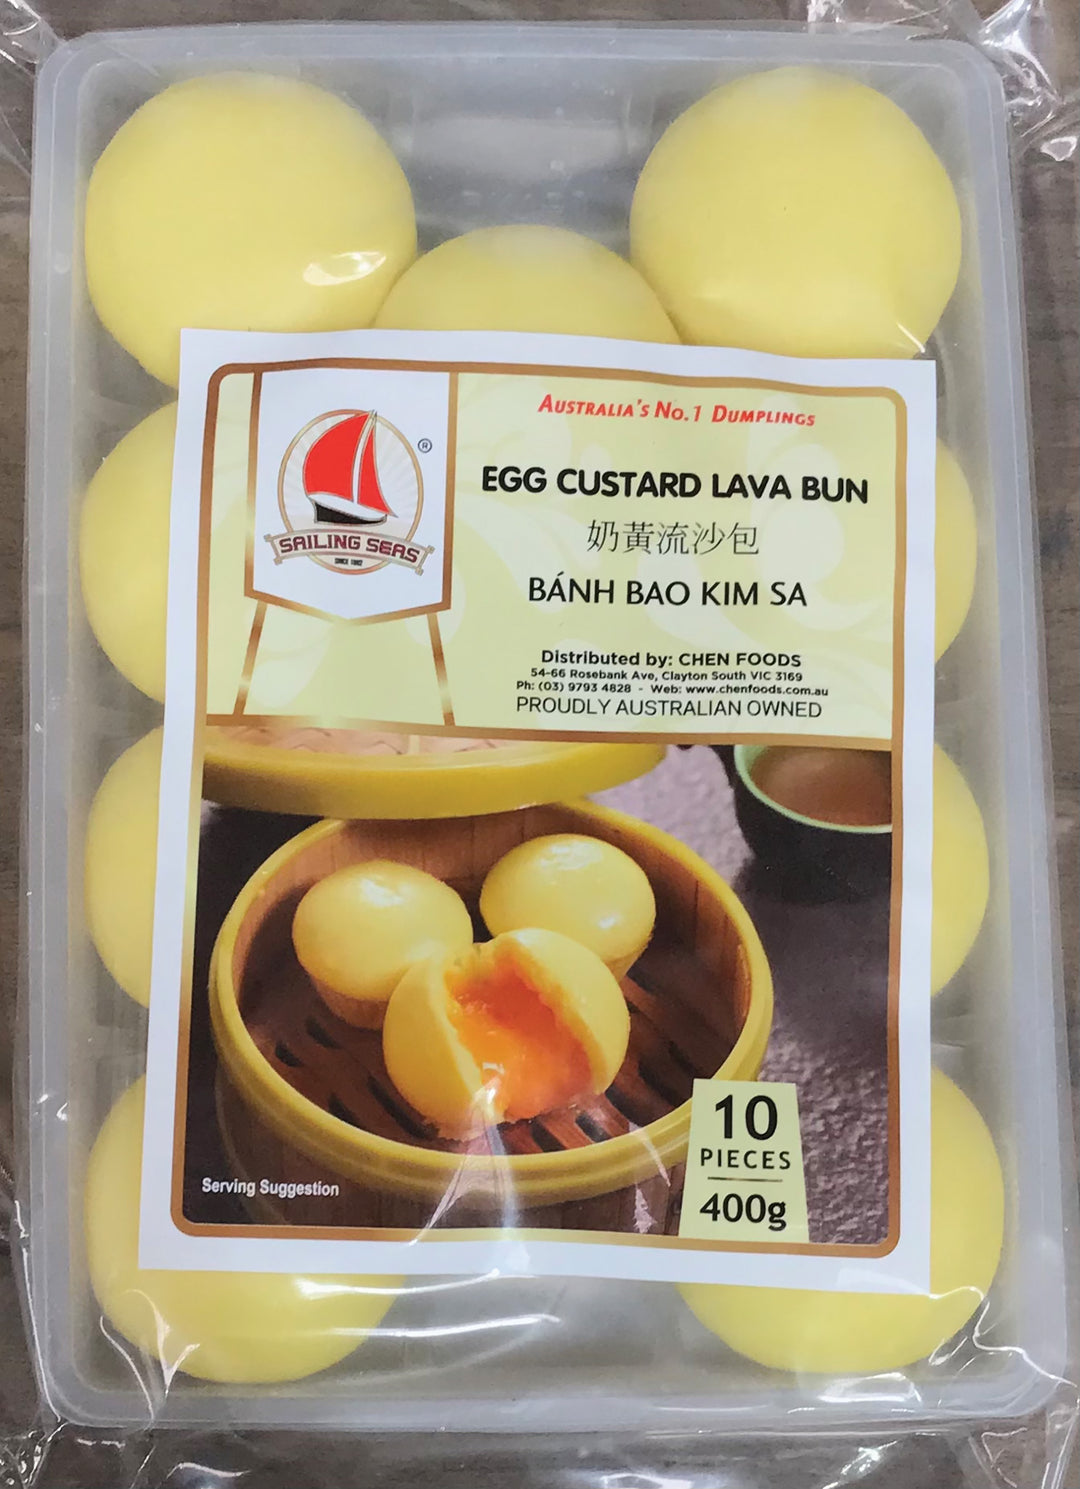 AUSTRALIA'S NO.1 DUMPLINGS
®
SAILING SEAS
SINCE 1992
EGG CUSTARD LAVA BUN
奶黃流沙包
BÁNH BAO KIM SA
Distributed by: CHEN FOODS
54-66 Rosebank Ave, Clayton South VIC 3169
Ph: (03) 9793 4828 - Web: www.chenfoods.com.au
PROUDLY AUSTRALIAN OWNED
10
PIECES
400g
Serving Suggestion